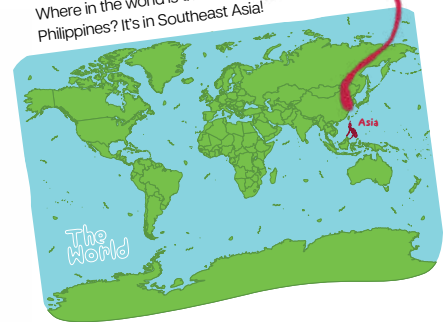 Where in the world is
Philippines? It's in Southeast Asia!
Asia
The
World